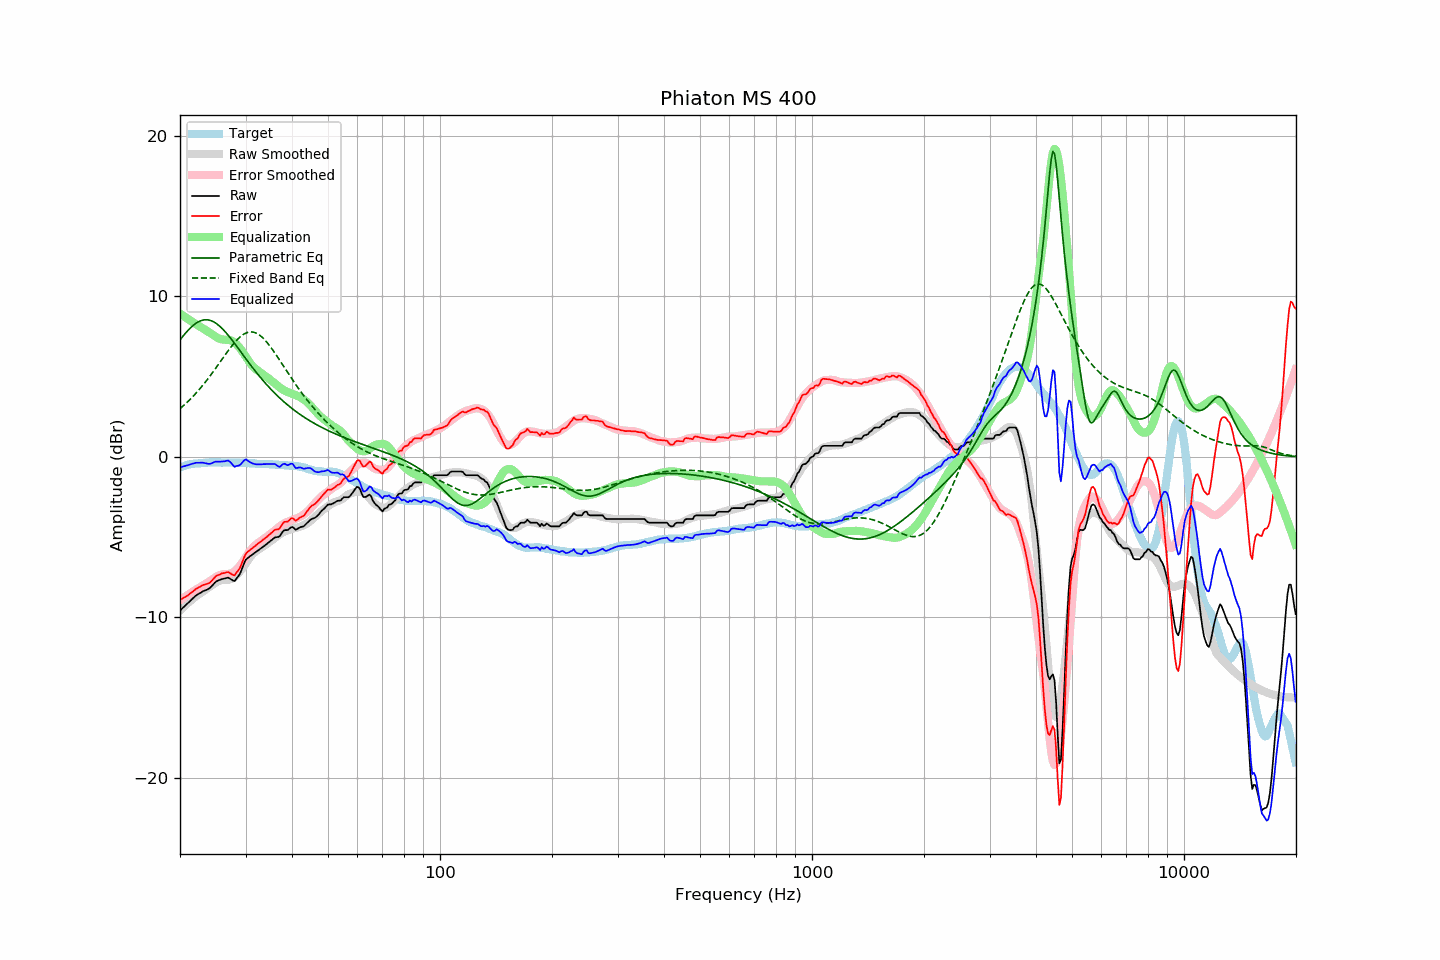 Phiaton MS 400
Target
Raw Smoothed
Error Smoothed
Raw
Error
Equalization
Parametric Eq
Fixed Band Eq
Equalized
20
10
0
−10
−20
Amplitude (dBr)
100
1000
10000
Frequency (Hz)